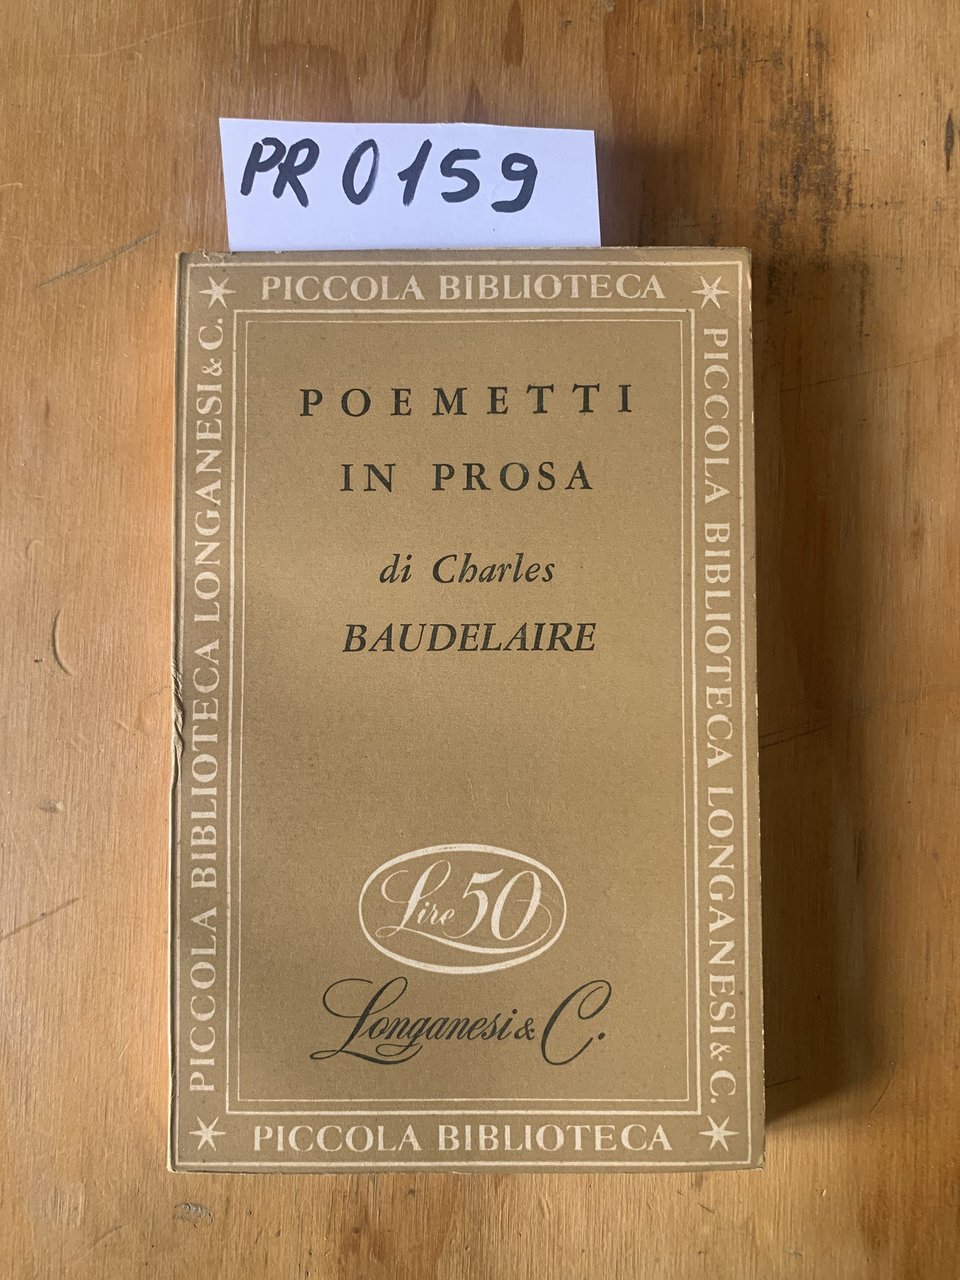 PR 0159
PICCOLA BIBLIOTECA
PICCOLA BIBLIOTECA LONGANESI & C.
PICCOLA BIBLIOTECA LONGANESI & C.
POEMETTI
IN PROSA
di Charles
BAUDELAIRE
Lire 50
Longanesi & C.
PICCOLA BIBLIOTECA